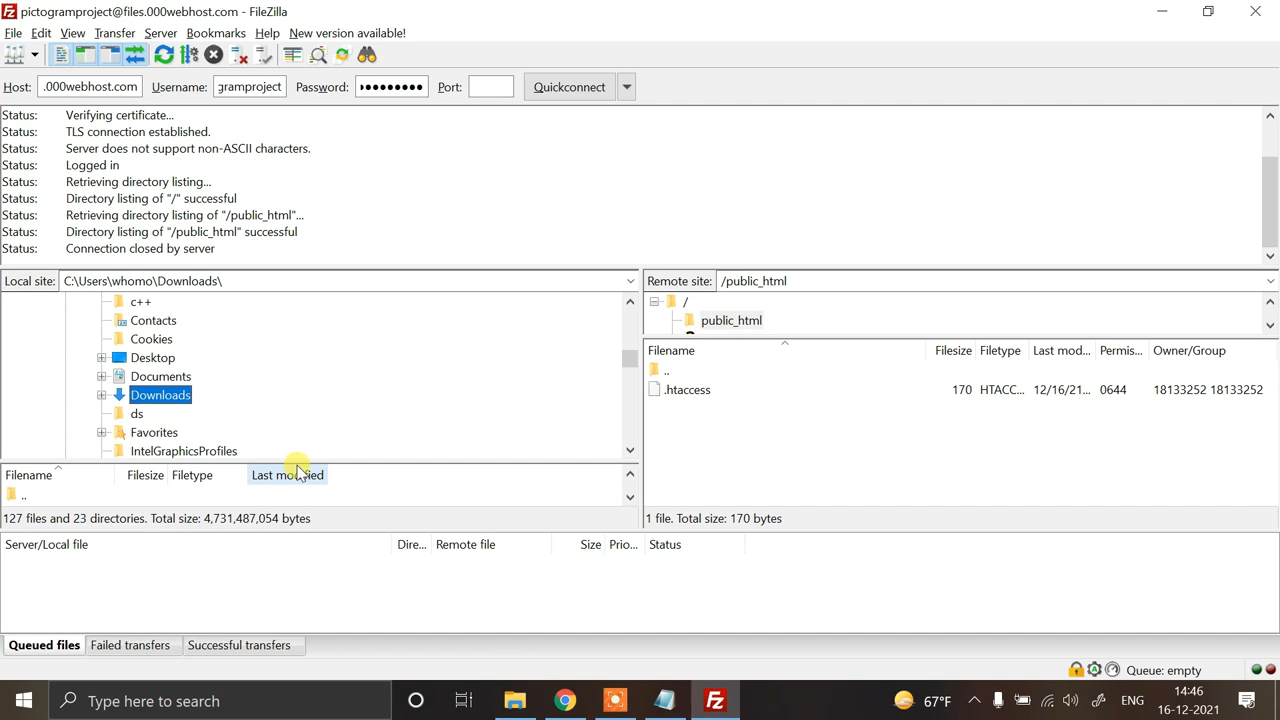 pictogramproject@files.000webhost.com - FileZilla
File Edit View Transfer Server Bookmarks Help New version available!
Host: .000webhost.com Username: gramproject Password: ●●●●●●●●● Port: Quickconnect
Status: Verifying certificate...
Status: TLS connection established.
Status: Server does not support non-ASCII characters.
Status: Logged in
Status: Retrieving directory listing...
Status: Directory listing of "/" successful
Status: Retrieving directory listing of "/public_html"...
Status: Directory listing of "/public_html" successful
Status: Connection closed by server
Local site: C:\Users\whomo\Downloads\
c++
Contacts
Cookies
Desktop
Documents
Downloads
ds
Favorites
IntelGraphicsProfiles
Filename Filesize Filetype Last modified
..
127 files and 23 directories. Total size: 4,731,487,054 bytes
Remote site: /public_html
/
public_html
Filename Filesize Filetype Last mod... Permis... Owner/Group
..
.htaccess 170 HTACC... 12/16/21... 0644 18133252 18133252
1 file. Total size: 170 bytes
Server/Local file Dire... Remote file Size Prio... Status
Queued files Failed transfers Successful transfers
Queue: empty
Type here to search
67°F
ENG
14:46
16-12-2021